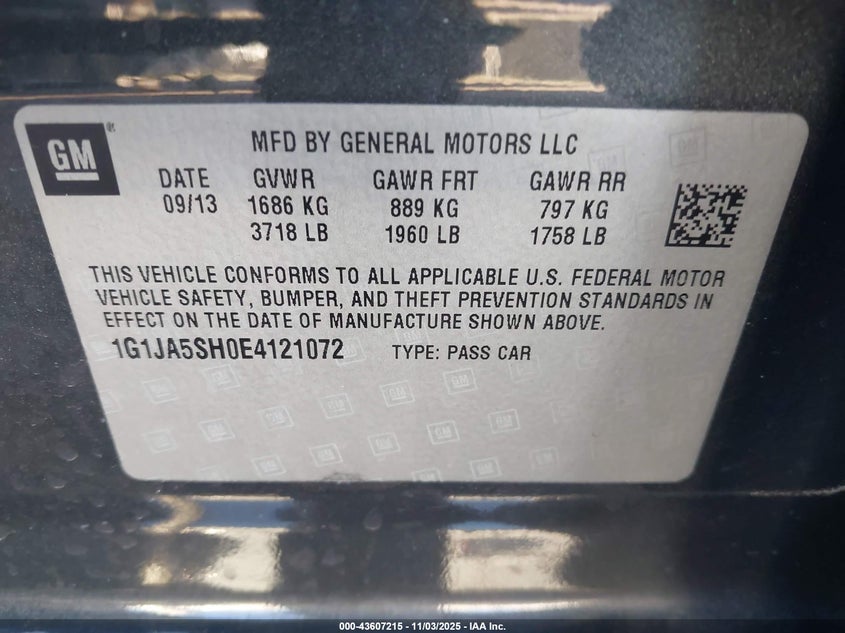 GM®
MFD BY GENERAL MOTORS LLC
DATE GVWR GAWR FRT GAWR RR
09/13 1686 KG 889 KG 797 KG
3718 LB 1960 LB 1758 LB
THIS VEHICLE CONFORMS TO ALL APPLICABLE U.S. FEDERAL MOTOR
VEHICLE SAFETY, BUMPER, AND THEFT PREVENTION STANDARDS IN
EFFECT ON THE DATE OF MANUFACTURE SHOWN ABOVE.
1G1JA5SH0E4121072 TYPE: PASS CAR
000-43607215 - 11/03/2025 - IAA Inc.